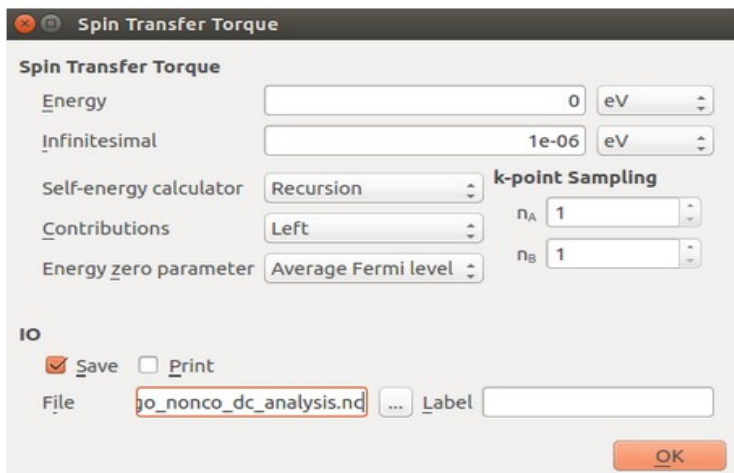 Spin Transfer Torque
Spin Transfer Torque
Energy 0 eV
Infinitesimal 1e-06 eV
Self-energy calculator Recursion k-point Sampling
nA 1
Contributions Left
nB 1
Energy zero parameter Average Fermi level
IO
Save Print
File go_nonco_dc_analysis.nc ... Label
OK